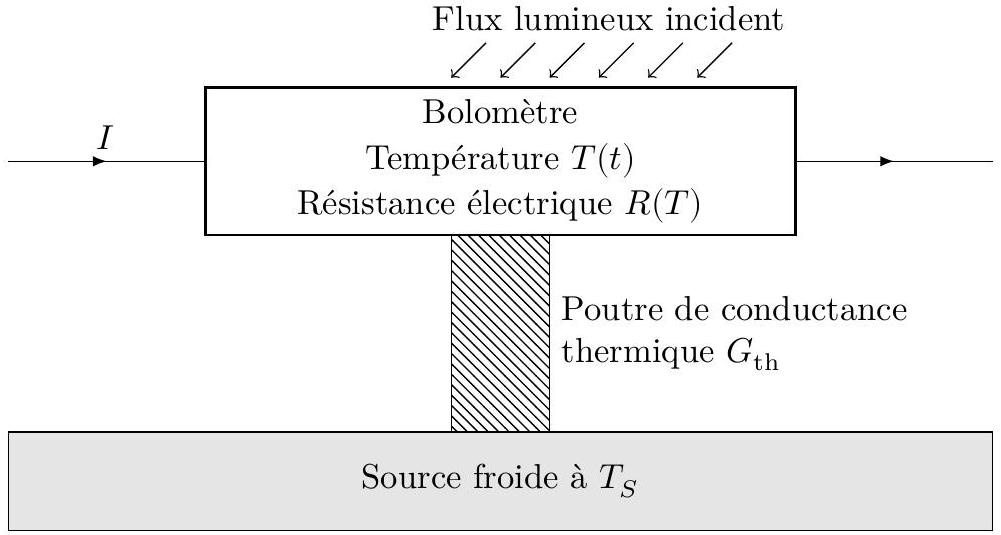 Flux lumineux incident
I
Bolomètre
Température T(t)
Résistance électrique R(T)
Poutre de conductance
thermique G_th
Source froide à T_S